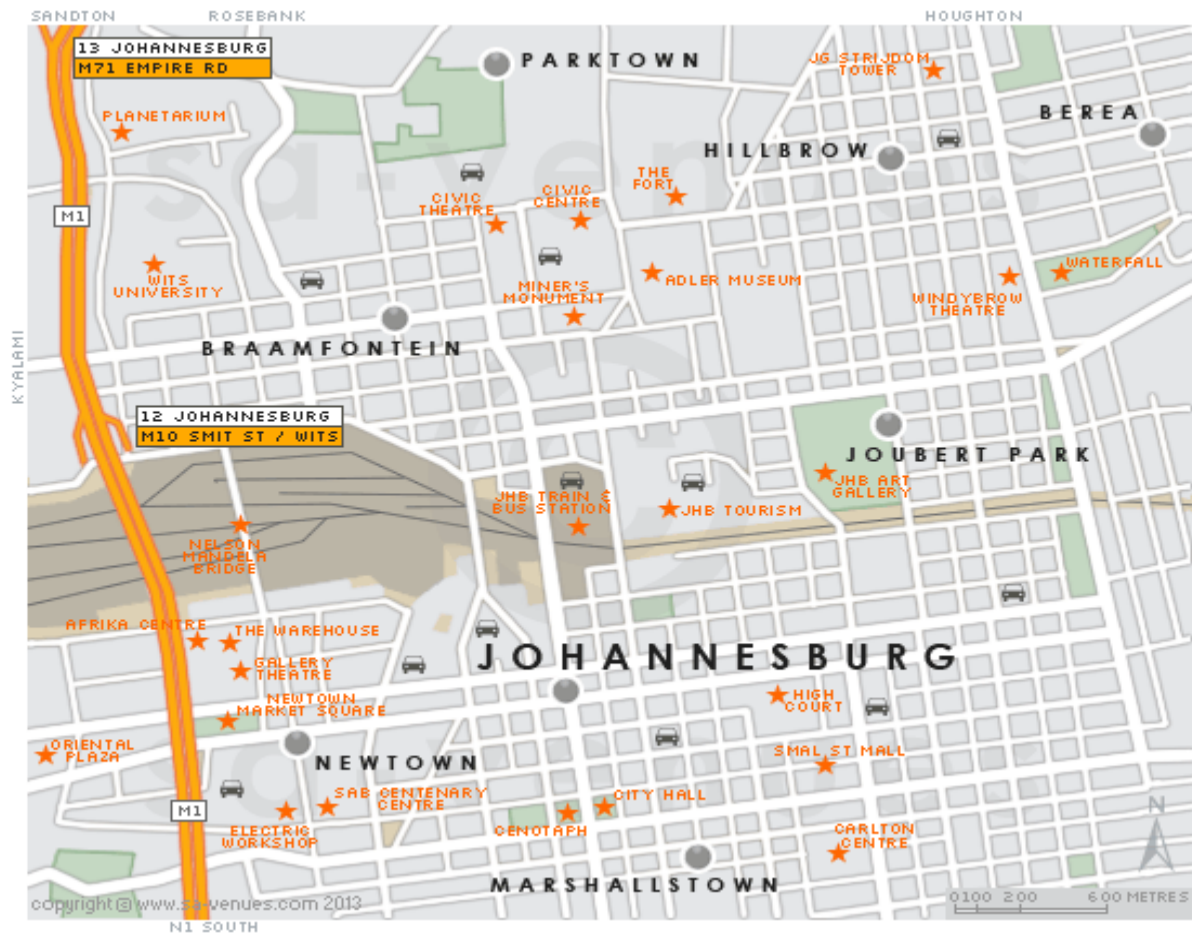 SANDTON
ROSEBANK
HOUGHTON
13 JOHANNESBURG
M71 EMPIRE RD
PARKTOWN
JG STRIJDOM
TOWER
PLANETARIUM
BEREA
HILLBROW
sa-venues
THE
FORT
CIVIC
THEATRE
CIVIC
CENTRE
M1
WITS
UNIVERSITY
MINER'S
MONUMENT
ADLER MUSEUM
WATERFALL
WINDYBROW
THEATRE
BRAAMFONTEIN
KYALAMI
12 JOHANNESBURG
M10 SMIT ST / WITS
JOUBERT PARK
JHB ART
GALLERY
JHB TRAIN &
BUS STATION
JHB TOURISM
NELSON
MANDELA
BRIDGE
AFRIKA CENTRE
THE WAREHOUSE
GALLERY
THEATRE
JOHANNESBURG
NEWTOWN
MARKET SQUARE
HIGH
COURT
ORIENTAL
PLAZA
NEWTOWN
SMAL ST MALL
SAB CENTENARY
CENTRE
CITY HALL
M1
ELECTRIC
WORKSHOP
CENOTAPH
CARLTON
CENTRE
N
MARSHALLSTOWN
copyright © www.sa-venues.com 2013
0 100 200 600 METRES
N1 SOUTH